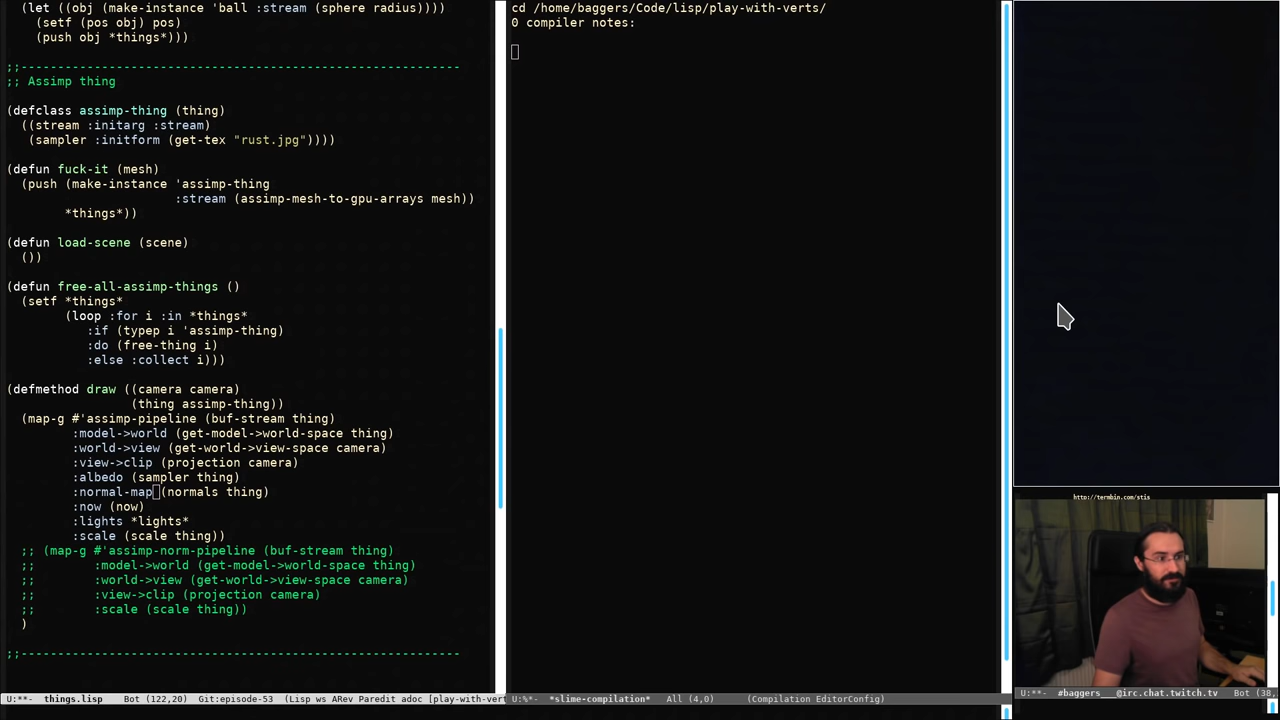 (let ((obj (make-instance 'ball :stream (sphere radius))))
(setf (pos obj) pos)
(push obj *things*)))
;;------------------------------------------------------------
;; Assimp thing
(defclass assimp-thing (thing)
((stream :initarg :stream)
(sampler :initform (get-tex "rust.jpg"))))
(defun fuck-it (mesh)
(push (make-instance 'assimp-thing
:stream (assimp-mesh-to-gpu-arrays mesh))
*things*))
(defun load-scene (scene)
())
(defun free-all-assimp-things ()
(setf *things*
(loop :for i :in *things*
:if (typep i 'assimp-thing)
:do (free-thing i)
:else :collect i)))
(defmethod draw ((camera camera)
(thing assimp-thing))
(map-g #'assimp-pipeline (buf-stream thing)
:model->world (get-model->world-space thing)
:world->view (get-world->view-space camera)
:view->clip (projection camera)
:albedo (sampler thing)
:normal-map (normals thing)
:now (now)
:lights *lights*
:scale (scale thing))
;; (map-g #'assimp-norm-pipeline (buf-stream thing)
;;        :model->world (get-model->world-space thing)
;;        :world->view (get-world->view-space camera)
;;        :view->clip (projection camera)
;;        :scale (scale thing))
)
;;------------------------------------------------------------
U:**-  things.lisp   Bot (122,20)  Git:episode-53  (Lisp ws ARev Paredit adoc [play-with-ver
cd /home/baggers/Code/lisp/play-with-verts/
0 compiler notes:
U:%*-  *slime-compilation*   All (4,0)   (Compilation EditorConfig)
http://termbin.com/stis
U:**-  #baggers__@irc.chat.twitch.tv   Bot (38,